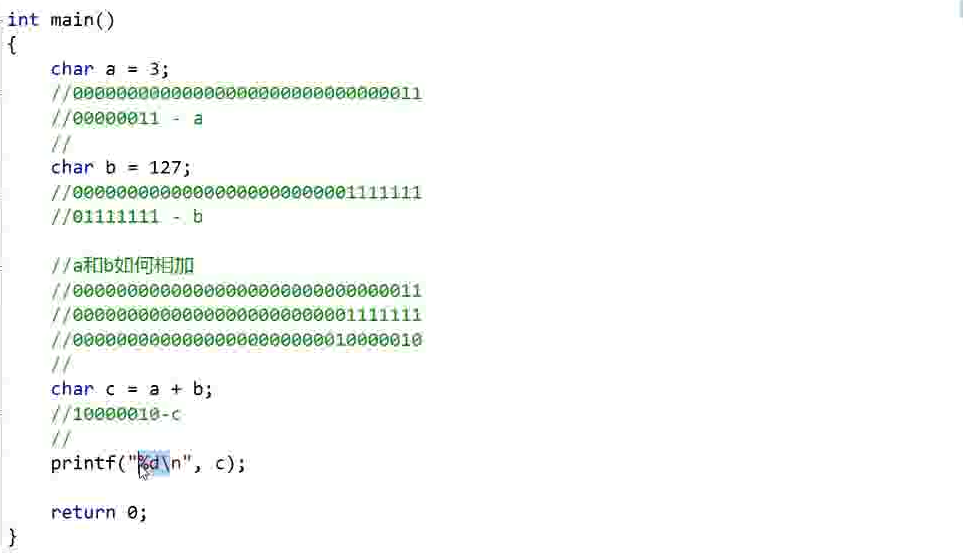 int main()
{
char a = 3;
//00000000000000000000000000000011
//00000011 - a
//
char b = 127;
//00000000000000000000000001111111
//01111111 - b
//a和b如何相加
//00000000000000000000000000000011
//00000000000000000000000001111111
//00000000000000000000000010000010
//
char c = a + b;
//10000010-c
//
printf("%d\n", c);
return 0;
}